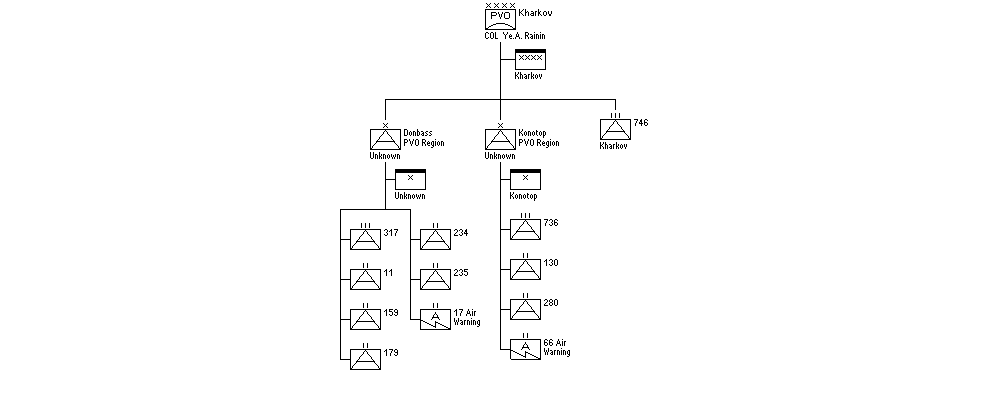 XXXX
PVO Kharkov
COL Ye.A. Rainin
XXXX
Kharkov
X
Donbass
PVO Region
Unknown
X
Konotop
PVO Region
Unknown
III
746
Kharkov
X
Unknown
X
Konotop
III
317
II
234
III
736
II
11
II
235
II
130
II
159
II
17 Air
Warning
A
II
280
II
179
II
66 Air
Warning
A